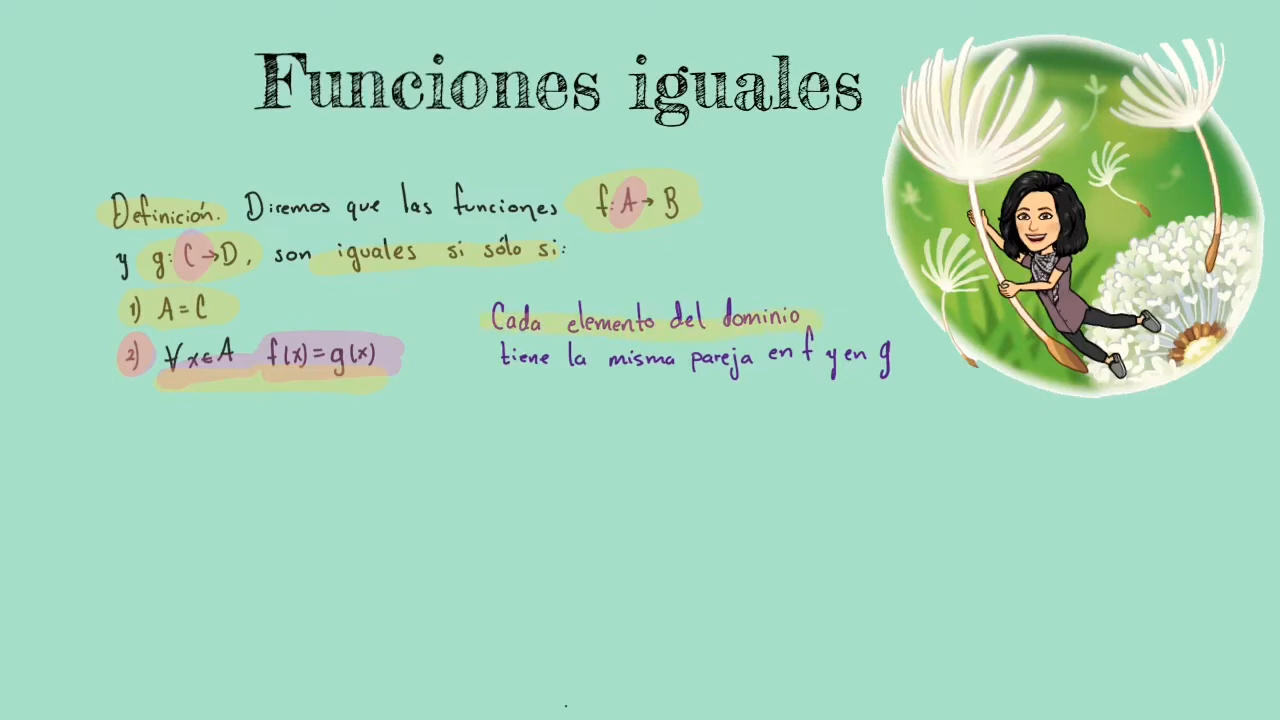 Funciones iguales
Definición. Diremos que las funciones f: A → B
y g: C → D, son iguales si sólo si:
1) A = C
2) ∀ x ∈ A f(x) = g(x)
Cada elemento del dominio
tiene la misma pareja en f y en g